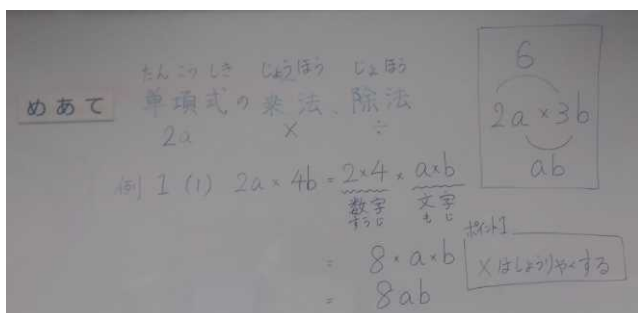 たんこうしき じょうほう じょほう
めあて 単項式の乗法、除法
2a × ÷
例1 (1) 2a × 4b = 2×4 × a×b
数字 文字
すうじ もじ
= 8 × a × b
= 8ab
6
2a × 3b
ab
ポイント1
×はしょうりゃくする